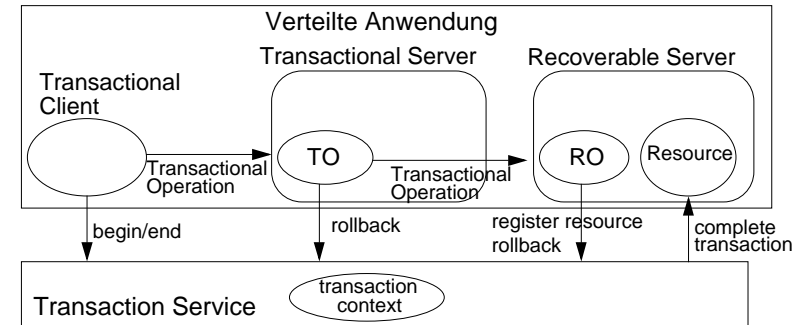 Verteilte Anwendung
Transactional Server
Recoverable Server
Transactional
Client
TO
RO
Resource
Transactional
Operation
Transactional
Operation
begin/end
rollback
register resource
rollback
complete
transaction
Transaction Service
transaction
context